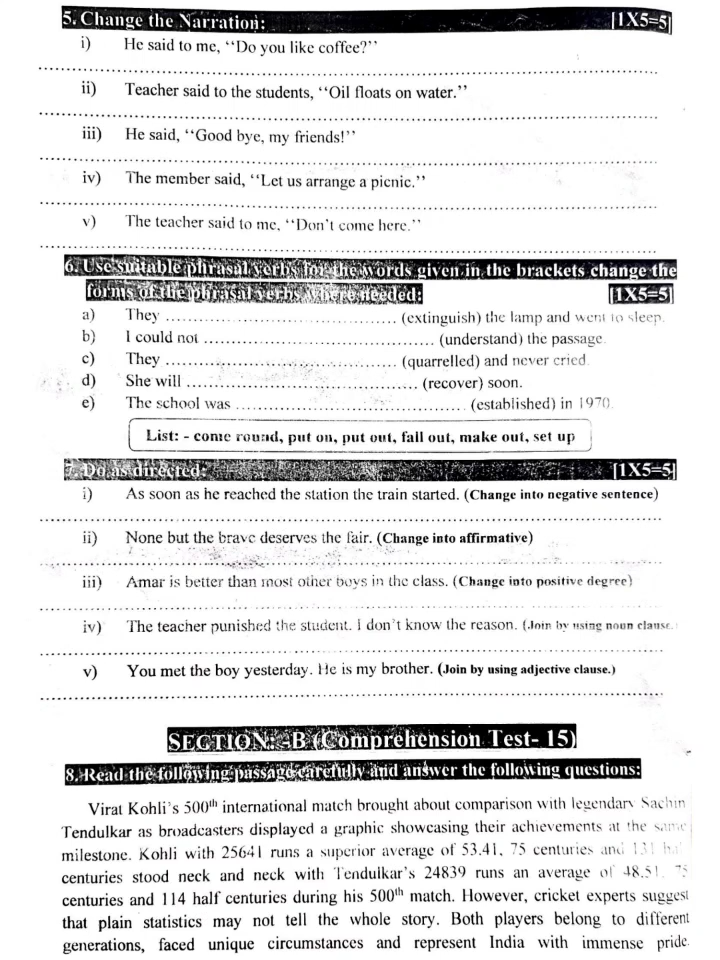 5. Change the Narration: [1X5=5]
i) He said to me, ‘‘Do you like coffee?’’
ii) Teacher said to the students, ‘‘Oil floats on water.’’
iii) He said, ‘‘Good bye, my friends!’’
iv) The member said, ‘‘Let us arrange a picnic.’’
v) The teacher said to me, ‘‘Don’t come here.’’
6. Use suitable phrasal verbs for the words given in the brackets change the
forms of the phrasal verbs where needed: [1X5=5]
a) They ........................................ (extinguish) the lamp and went to sleep.
b) I could not ........................................ (understand) the passage.
c) They ........................................ (quarrelled) and never cried.
d) She will ........................................ (recover) soon.
e) The school was ........................................ (established) in 1970.
List: - come round, put on, put out, fall out, make out, set up
7. Do as directed: [1X5=5]
i) As soon as he reached the station the train started. (Change into negative sentence)
ii) None but the brave deserves the fair. (Change into affirmative)
iii) Amar is better than most other boys in the class. (Change into positive degree)
iv) The teacher punished the student. I don’t know the reason. (Join by using noun clause.)
v) You met the boy yesterday. He is my brother. (Join by using adjective clause.)
SECTION: -B (Comprehension Test- 15)
8. Read the following passage carefully and answer the following questions:
Virat Kohli’s 500th international match brought about comparison with legendary Sachin
Tendulkar as broadcasters displayed a graphic showcasing their achievements at the same
milestone. Kohli with 25641 runs a superior average of 53.41, 75 centuries and 131 half
centuries stood neck and neck with Tendulkar’s 24839 runs an average of 48.51, 75
centuries and 114 half centuries during his 500th match. However, cricket experts suggest
that plain statistics may not tell the whole story. Both players belong to different
generations, faced unique circumstances and represent India with immense pride.